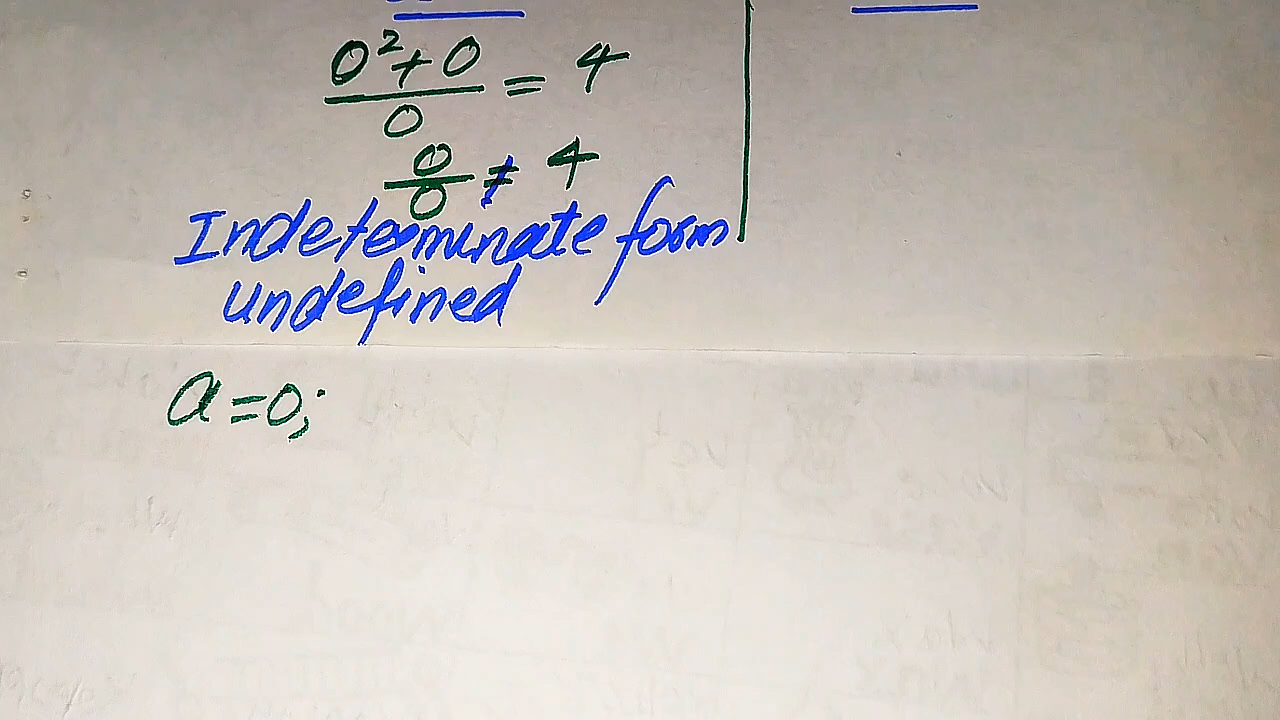 0²+0
/0 = 4
0/0 ≠ 4
Indeterminate form
undefined
a=0;